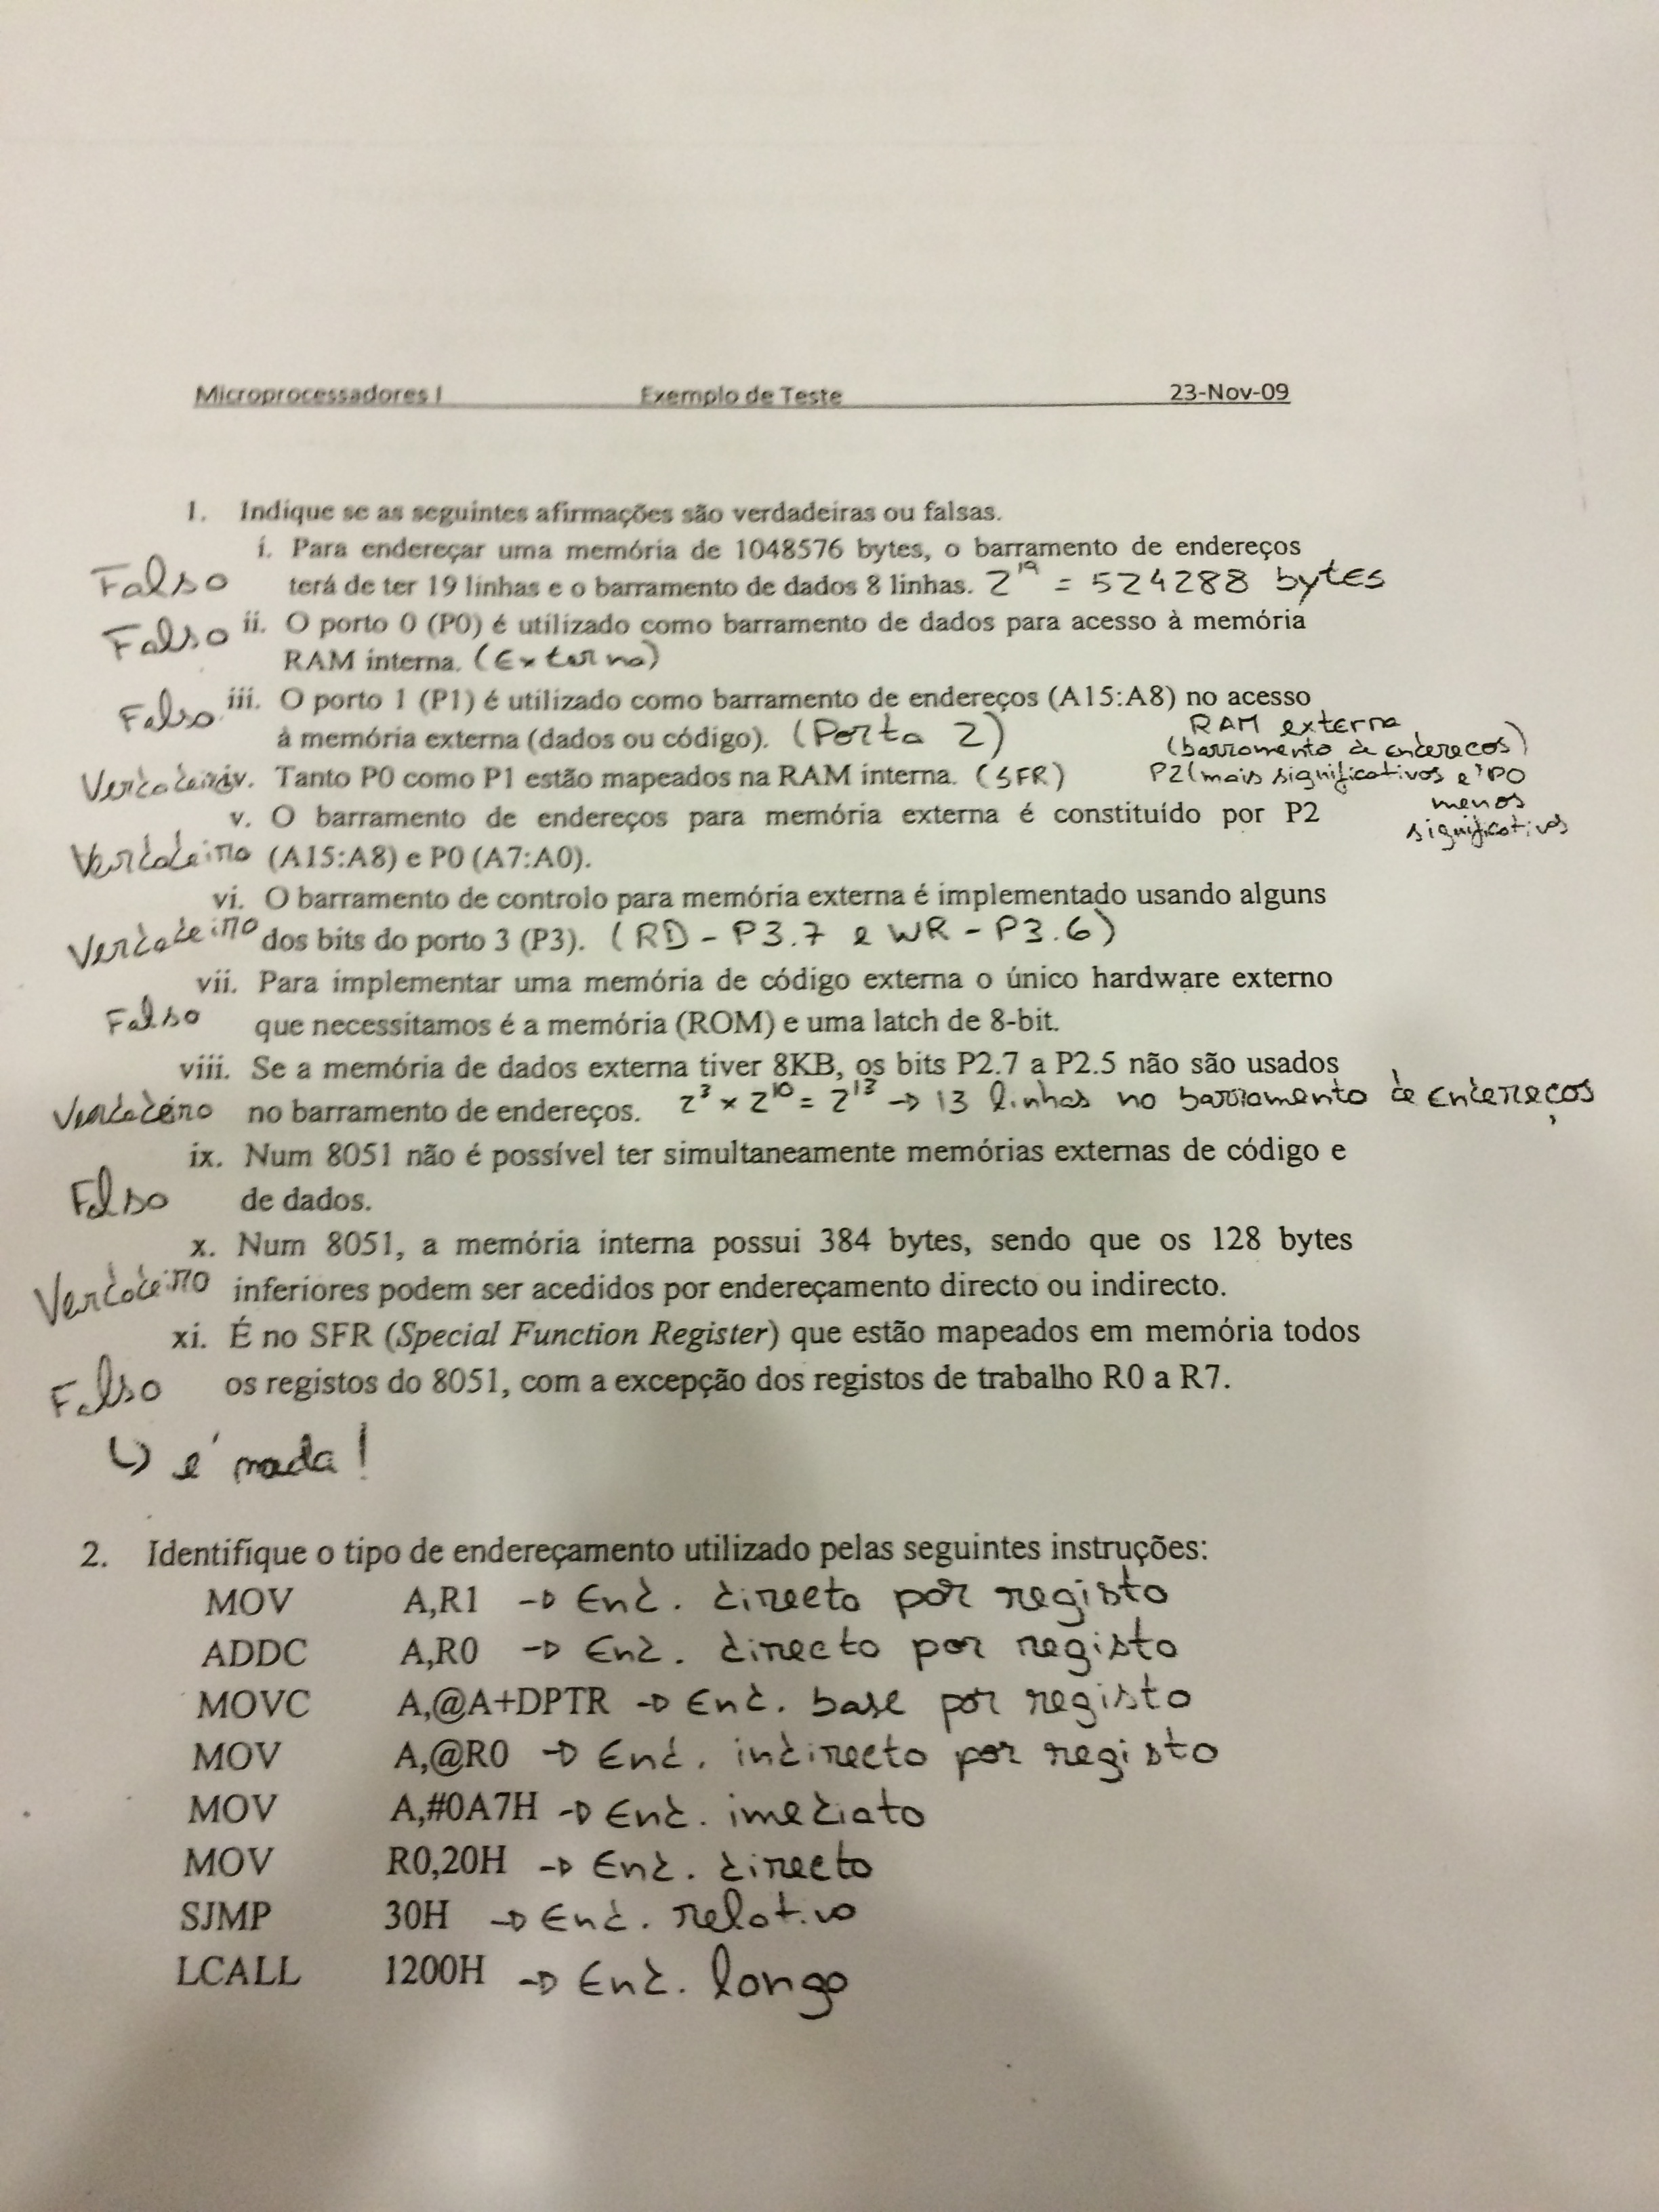 Microprocessadores I Exemplo de Teste 23-Nov-09
1. Indique se as seguintes afirmações são verdadeiras ou falsas.
i. Para endereçar uma memória de 1048576 bytes, o barramento de endereços
Falso terá de ter 19 linhas e o barramento de dados 8 linhas. 2^19 = 524288 bytes
Falso ii. O porto 0 (P0) é utilizado como barramento de dados para acesso à memória
RAM interna. (Externa)
Falso iii. O porto 1 (P1) é utilizado como barramento de endereços (A15:A8) no acesso
à memória externa (dados ou código). (Porta 2) RAM externa
(barramento de endereços)
Verdadeiro iv. Tanto P0 como P1 estão mapeados na RAM interna. (SFR) P2 (mais significativos e P0
menos
significativos
v. O barramento de endereços para memória externa é constituído por P2
Verdadeiro (A15:A8) e P0 (A7:A0).
vi. O barramento de controlo para memória externa é implementado usando alguns
Verdadeiro dos bits do porto 3 (P3). (RD - P3.7 e WR - P3.6)
vii. Para implementar uma memória de código externa o único hardware externo
Falso que necessitamos é a memória (ROM) e uma latch de 8-bit.
viii. Se a memória de dados externa tiver 8KB, os bits P2.7 a P2.5 não são usados
Verdadeiro no barramento de endereços. 2^3 × 2^10 = 2^13 → 13 linhas no barramento de endereços
ix. Num 8051 não é possível ter simultaneamente memórias externas de código e
Falso de dados.
x. Num 8051, a memória interna possui 384 bytes, sendo que os 128 bytes
Verdadeiro inferiores podem ser acedidos por endereçamento directo ou indirecto.
xi. É no SFR (Special Function Register) que estão mapeados em memória todos
Falso os registos do 8051, com a excepção dos registos de trabalho R0 a R7.
↳ é nada!
2. Identifique o tipo de endereçamento utilizado pelas seguintes instruções:
MOV A,R1 → End. directo por registo
ADDC A,R0 → End. directo por registo
MOVC A,@A+DPTR → End. base por registo
MOV A,@R0 → End. indirecto por registo
MOV A,#0A7H → End. imediato
MOV R0,20H → End. directo
SJMP 30H → End. relativo
LCALL 1200H → End. longo